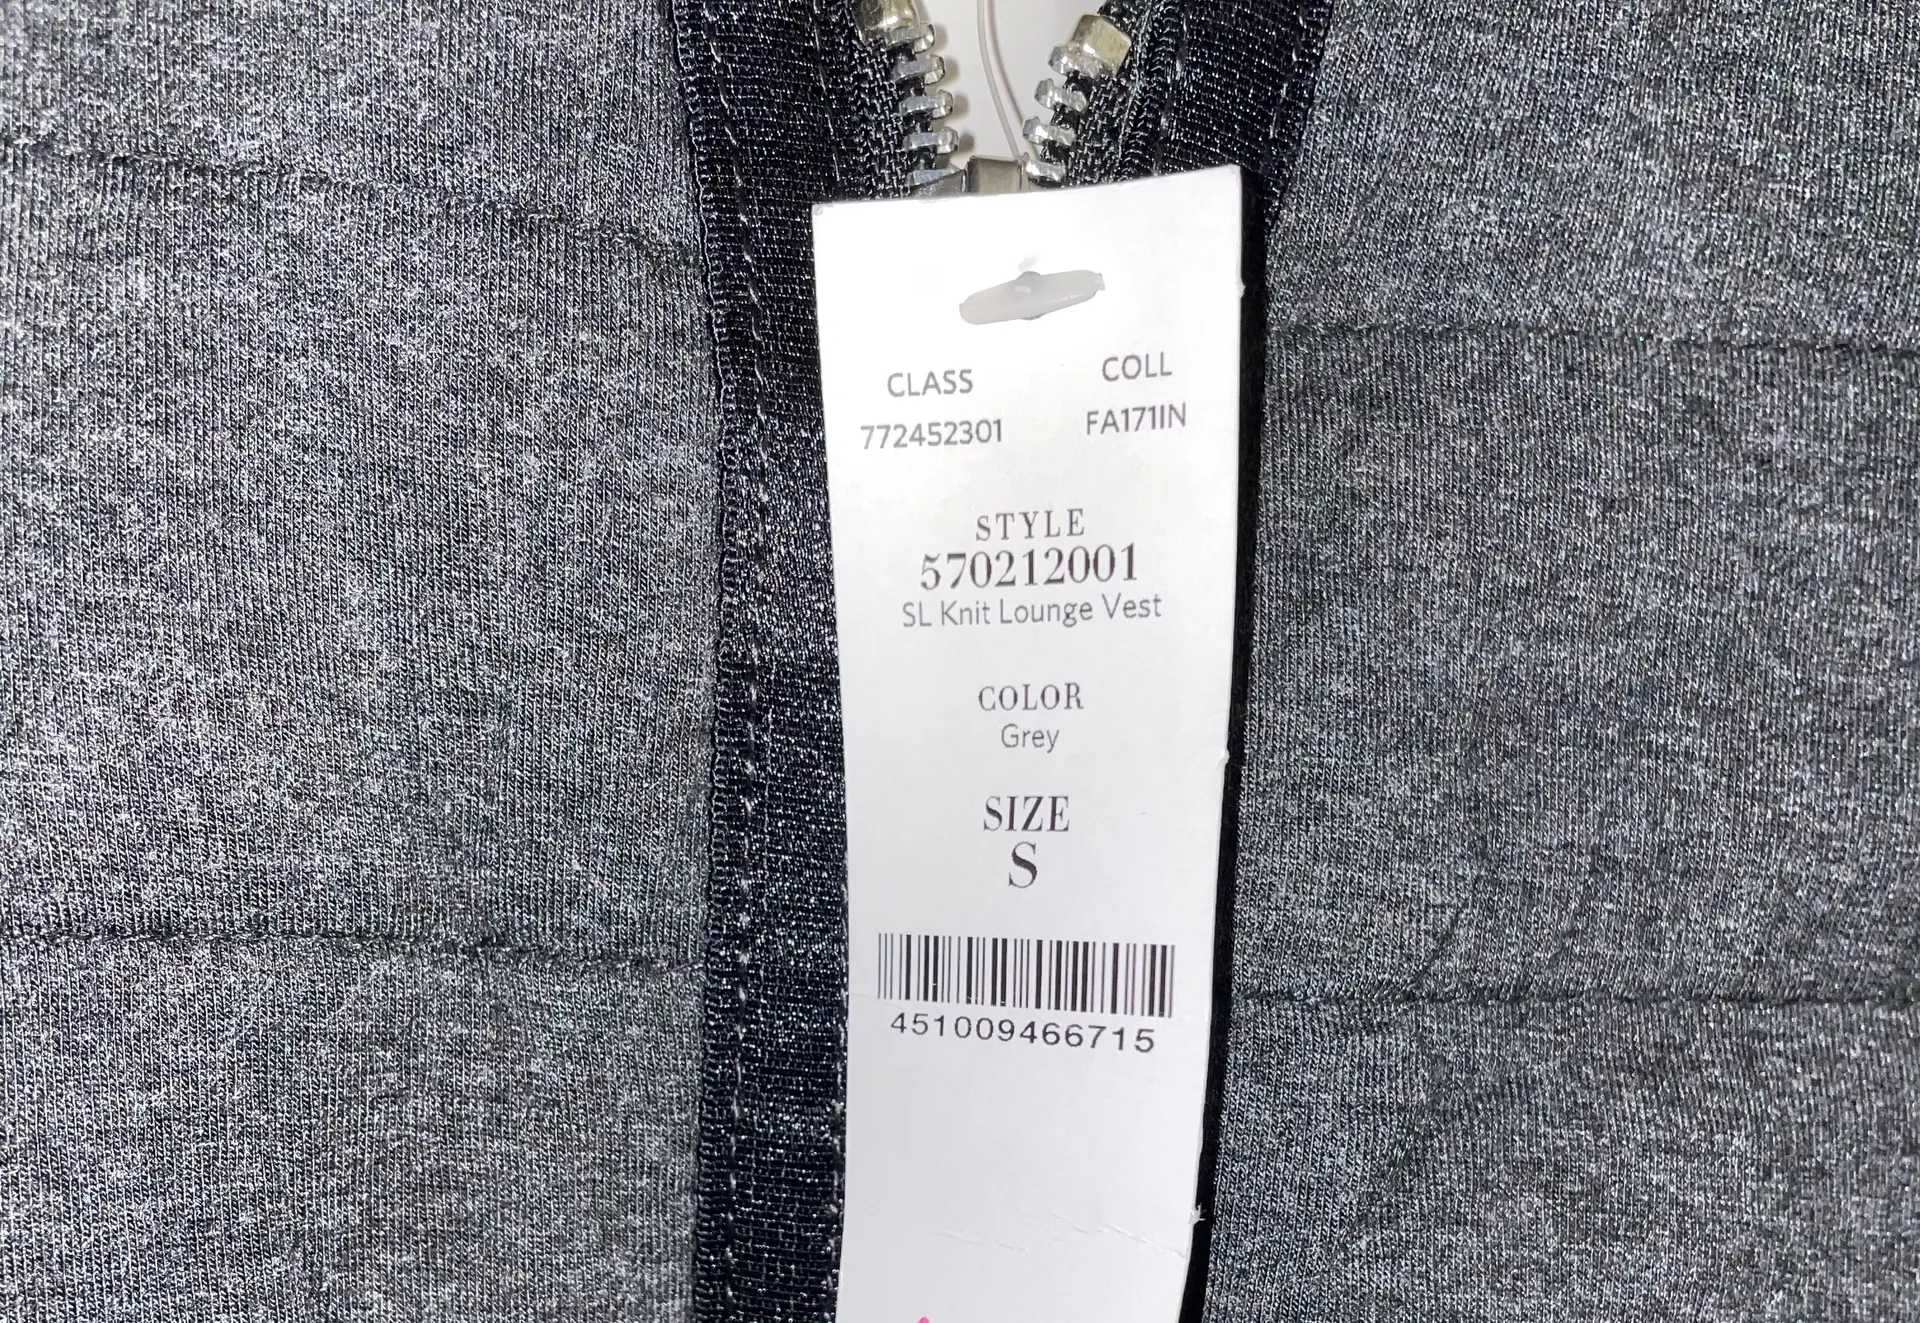 CLASS COLL
772452301 FA171IN
STYLE
570212001
SL Knit Lounge Vest
COLOR
Grey
SIZE
S
451009466715